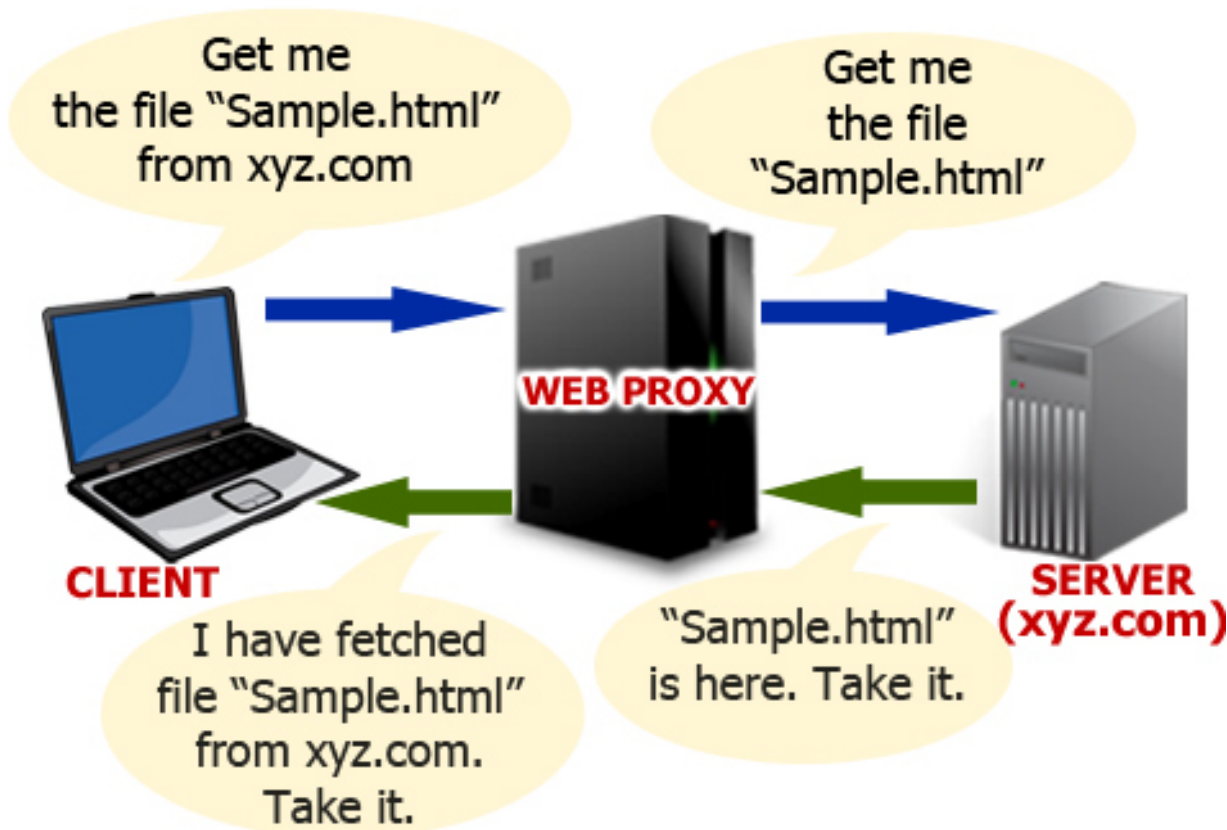 Get me
the file “Sample.html”
from xyz.com
Get me
the file
“Sample.html”
WEB PROXY
CLIENT
SERVER
(xyz.com)
I have fetched
file “Sample.html”
from xyz.com.
Take it.
“Sample.html”
is here. Take it.